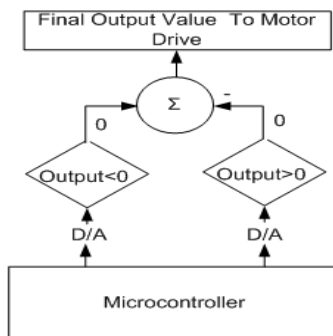 Final Output Value To Motor
Drive
Σ
-
0
0
Output<0
Output>0
D/A
D/A
Microcontroller